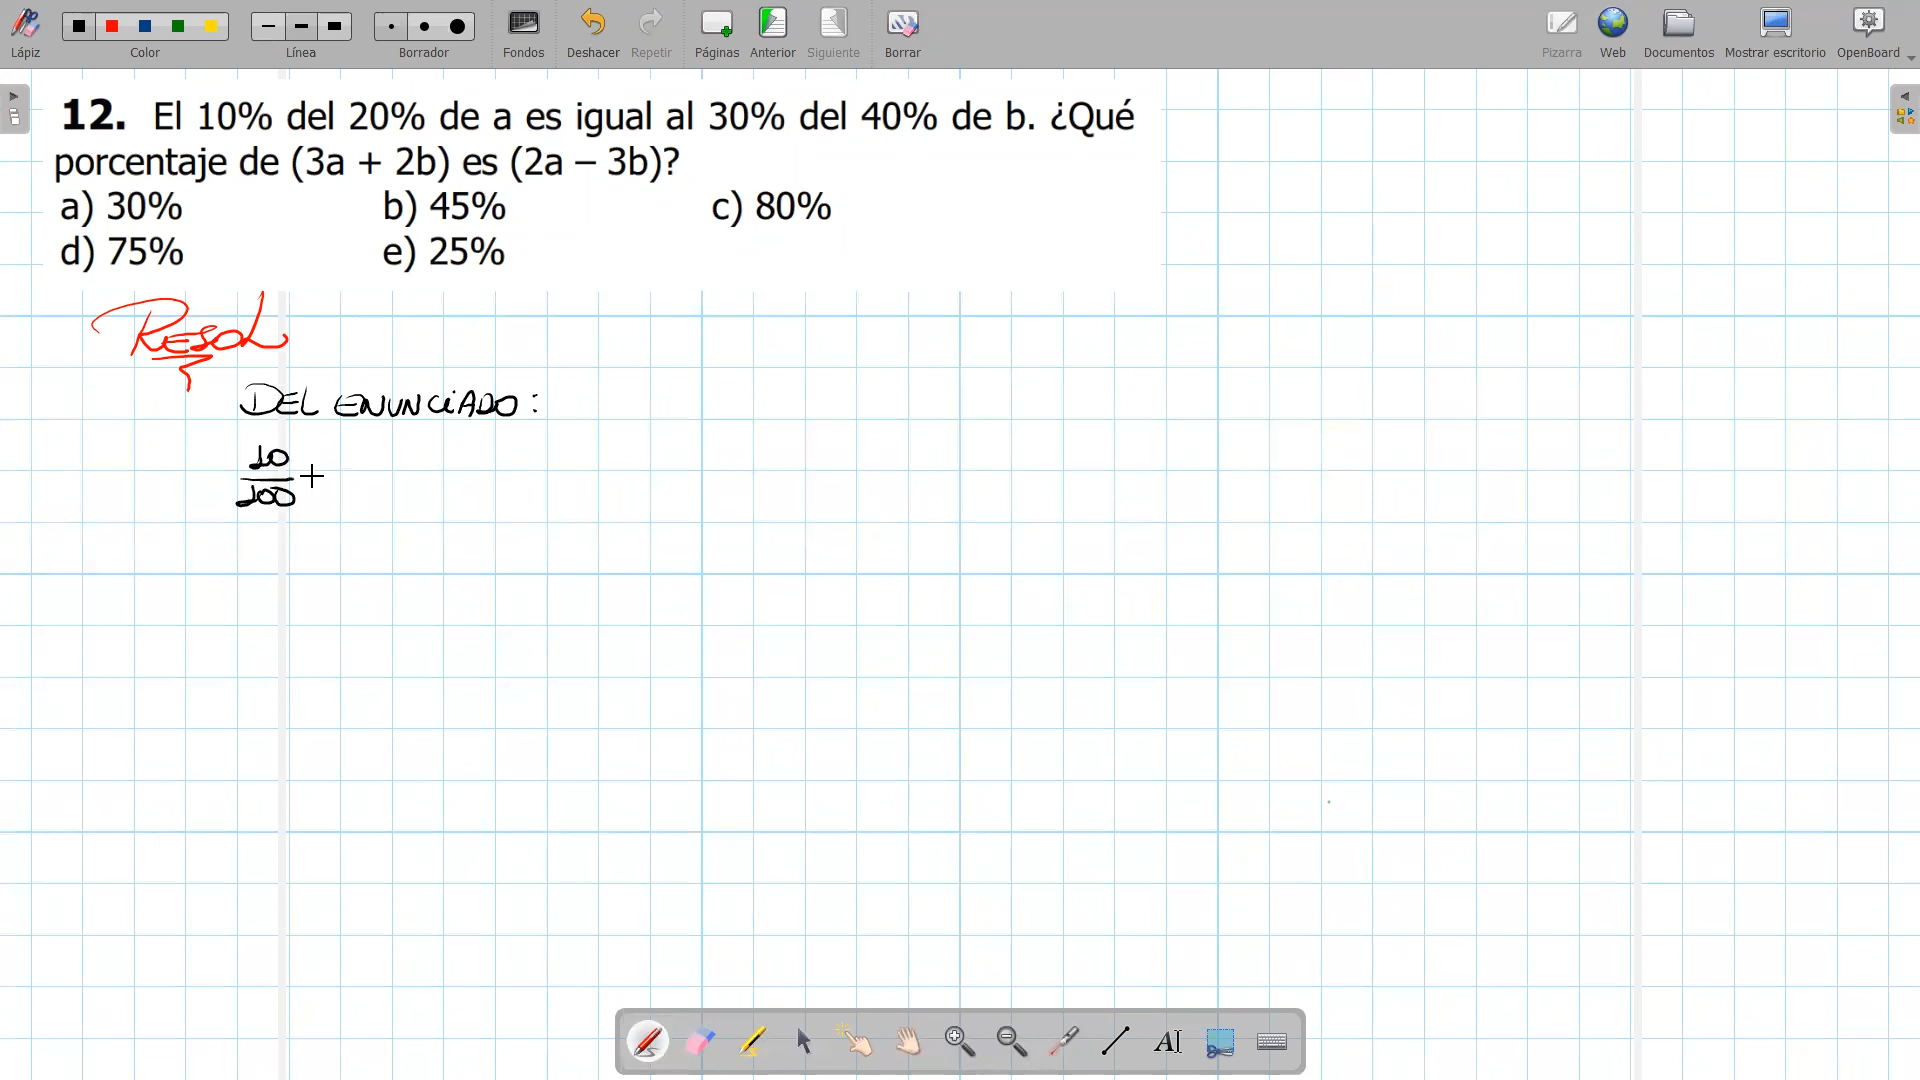 Lápiz Color Línea Borrador Fondos Deshacer Repetir Páginas Anterior Siguiente Borrar Pizarra Web Documentos Mostrar escritorio OpenBoard
12. El 10% del 20% de a es igual al 30% del 40% de b. ¿Qué
porcentaje de (3a + 2b) es (2a – 3b)?
a) 30% b) 45% c) 80%
d) 75% e) 25%
RESOL
DEL ENUNCIADO:
10
100